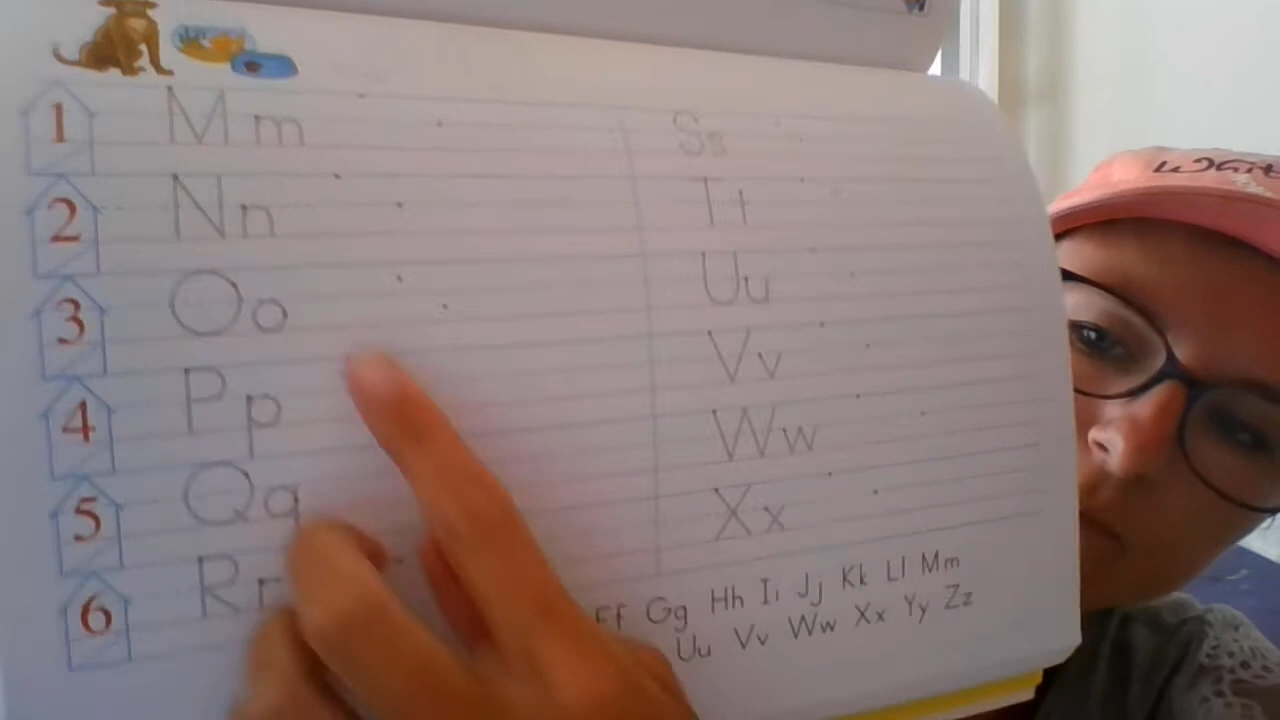 1 Mm Ss
2 Nn Tt
3 Oo Uu
4 Pp Vv
5 Qq Ww
6 Rr Xx
Ff Gg Hh Ii Jj Kk Ll Mm
Uu Vv Ww Xx Yy Zz